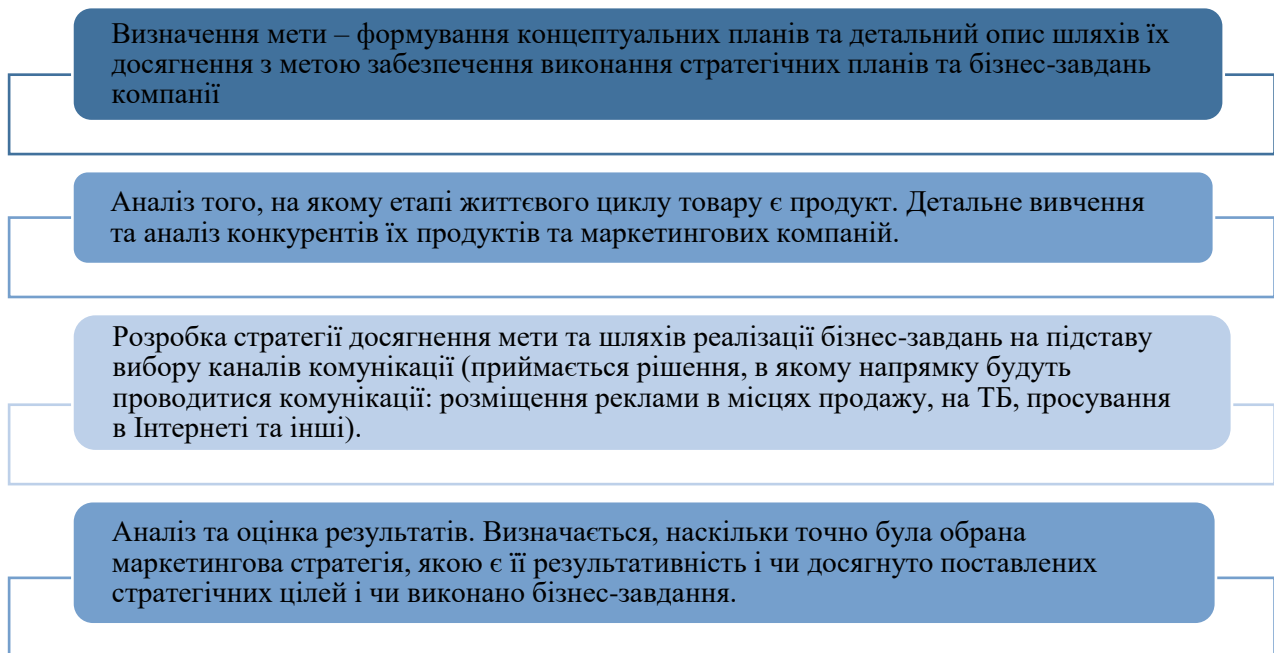 Визначення мети – формування концептуальних планів та детальний опис шляхів їх
досягнення з метою забезпечення виконання стратегічних планів та бізнес-завдань
компанії
Аналіз того, на якому етапі життєвого циклу товару є продукт. Детальне вивчення
та аналіз конкурентів їх продуктів та маркетингових компаній.
Розробка стратегії досягнення мети та шляхів реалізації бізнес-завдань на підставу
вибору каналів комунікації (приймається рішення, в якому напрямку будуть
проводитися комунікації: розміщення реклами в місцях продажу, на ТБ, просування
в Інтернеті та інші).
Аналіз та оцінка результатів. Визначається, наскільки точно була обрана
маркетингова стратегія, якою є її результативність і чи досягнуто поставлених
стратегічних цілей і чи виконано бізнес-завдання.